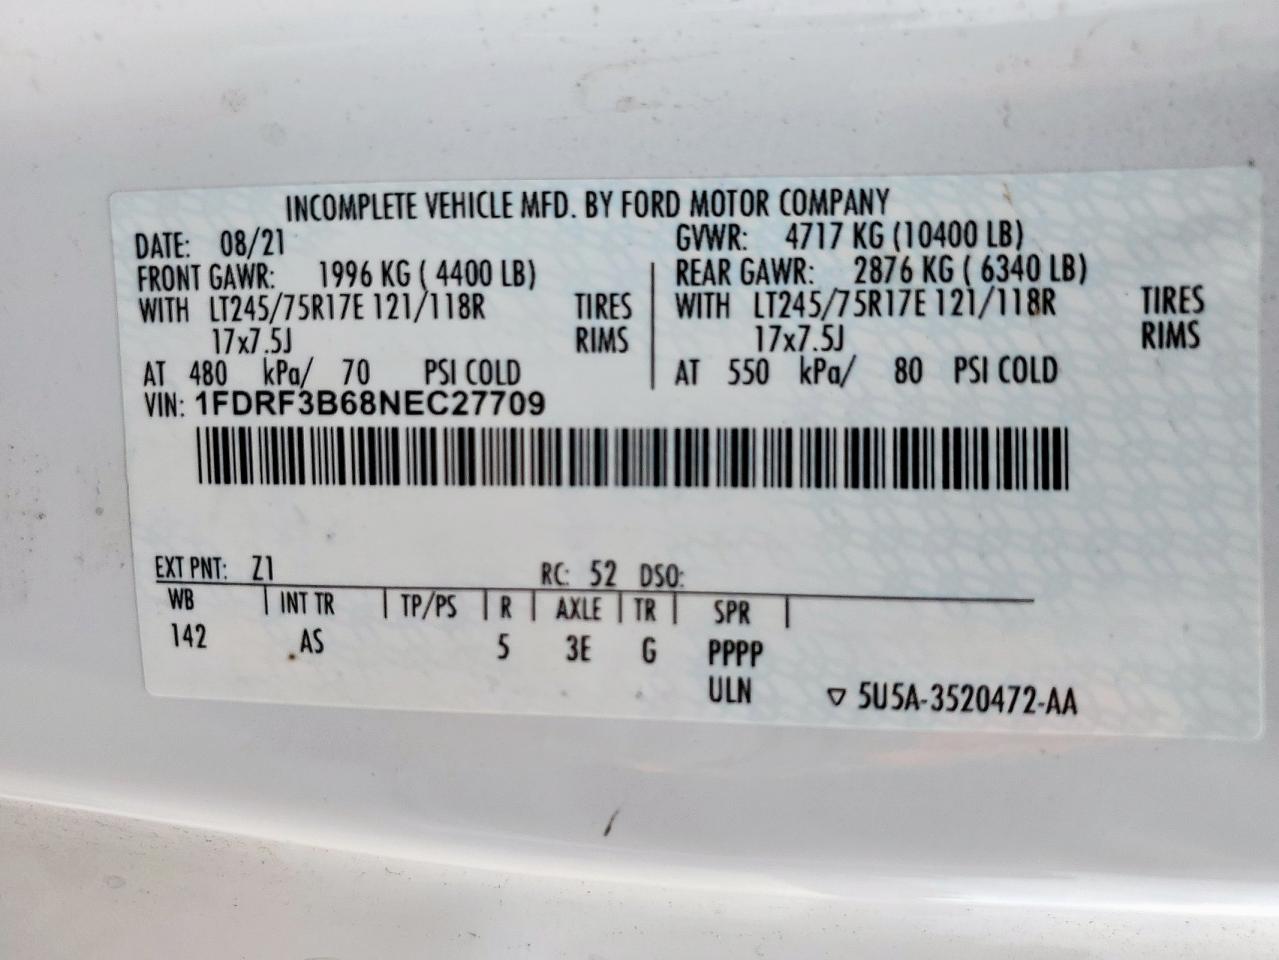 INCOMPLETE VEHICLE MFD. BY FORD MOTOR COMPANY
DATE: 08/21 GVWR: 4717 KG (10400 LB)
FRONT GAWR: 1996 KG ( 4400 LB) REAR GAWR: 2876 KG ( 6340 LB)
WITH LT245/75R17E 121/118R TIRES WITH LT245/75R17E 121/118R TIRES
17x7.5J RIMS 17x7.5J RIMS
AT 480 kPa/ 70 PSI COLD AT 550 kPa/ 80 PSI COLD
VIN: 1FDRF3B68NEC27709
EXT PNT: Z1 RC: 52 DSO:
WB | INT TR | TP/PS | R | AXLE | TR | SPR |
142 AS 5 3E G PPPP
ULN ▽ 5U5A-3520472-AA